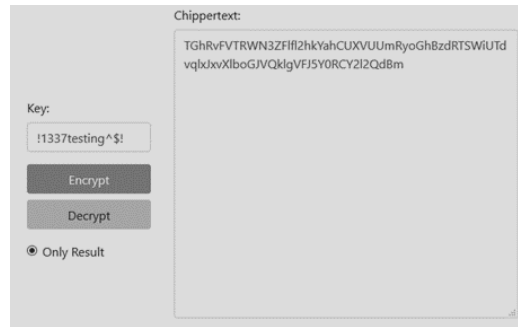 Chippertext:
TGhRvFVTRWN3ZFlfl2hkYahCUXVUUmRyoGhBzdRTSWiUTd
vqlxJxvXlboGJVQklgVFJ5Y0RCY2l2QdBm
Key:
!1337testing^$!
Encrypt
Decrypt
Only Result